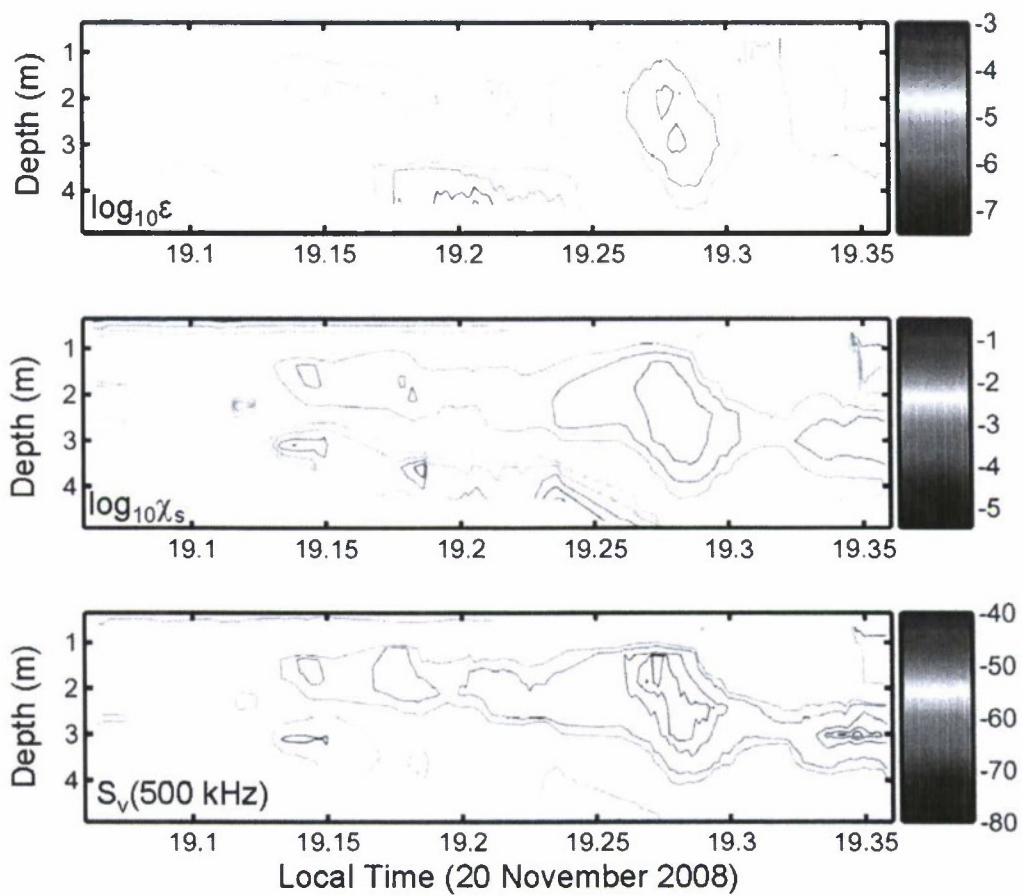 Depth (m)
1
2
3
4
log10ε
19.1 19.15 19.2 19.25 19.3 19.35
-3
-4
-5
-6
-7
Depth (m)
1
2
3
4
log10χs
19.1 19.15 19.2 19.25 19.3 19.35
-1
-2
-3
-4
-5
Depth (m)
1
2
3
4
Sv(500 kHz)
19.1 19.15 19.2 19.25 19.3 19.35
-40
-50
-60
-70
-80
Local Time (20 November 2008)